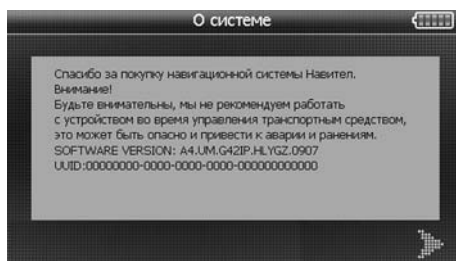 О системе
Спасибо за покупку навигационной системы Навител.
Внимание!
Будьте внимательны, мы не рекомендуем работать
с устройством во время управления транспортным средством,
это может быть опасно и привести к аварии и ранениям.
SOFTWARE VERSION: A4.UM.G42IP.HLYGZ.0907
UUID:00000000-0000-0000-0000-000000000000